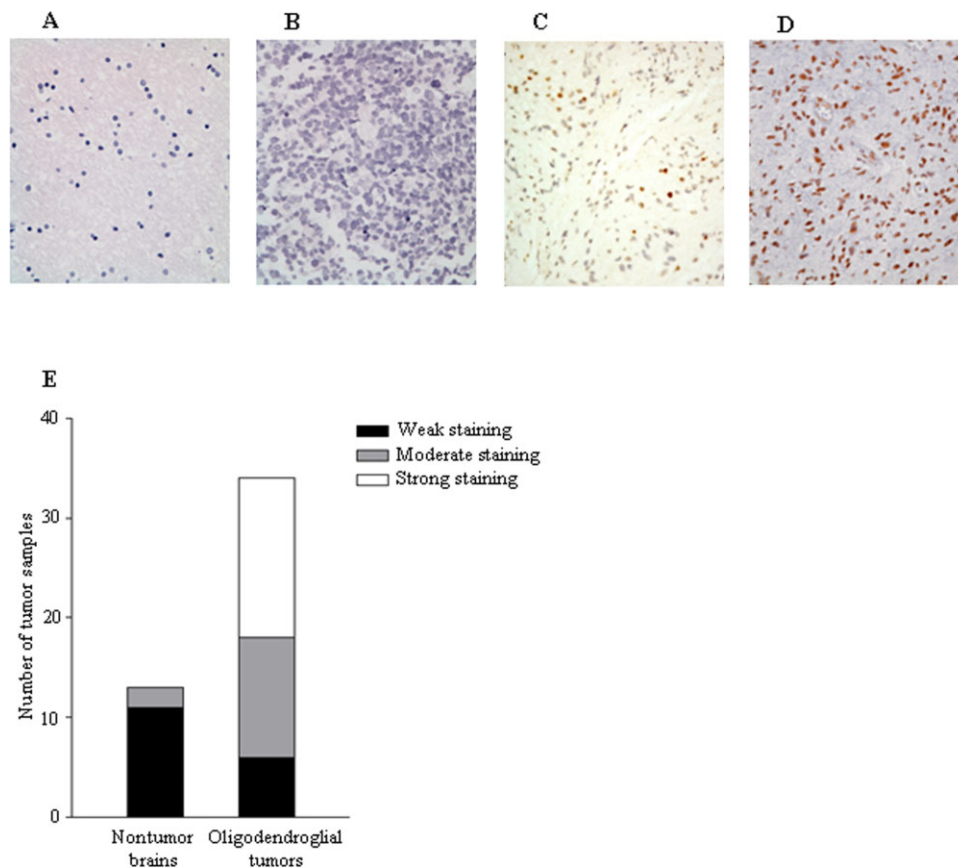 A
B
C
D
E
40
30
20
10
0
Number of tumor samples
Weak staining
Moderate staining
Strong staining
Nontumor
brains
Oligodendroglial
tumors